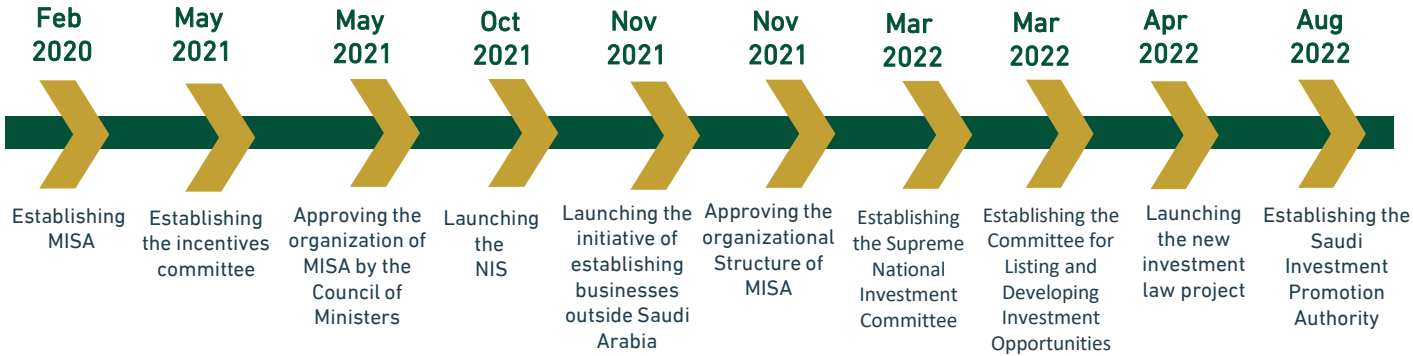 Feb
2020
May
2021
May
2021
Oct
2021
Nov
2021
Nov
2021
Mar
2022
Mar
2022
Apr
2022
Aug
2022
Establishing
MISA
Establishing
the incentives
committee
Approving the
organization of
MISA by the
Council of
Ministers
Launching
the
NIS
Launching the
initiative of
establishing
businesses
outside Saudi
Arabia
Approving the
organizational
Structure of
MISA
Establishing
the Supreme
National
Investment
Committee
Establishing the
Committee for
Listing and
Developing
Investment
Opportunities
Launching
the new
investment
law project
Establishing the
Saudi
Investment
Promotion
Authority